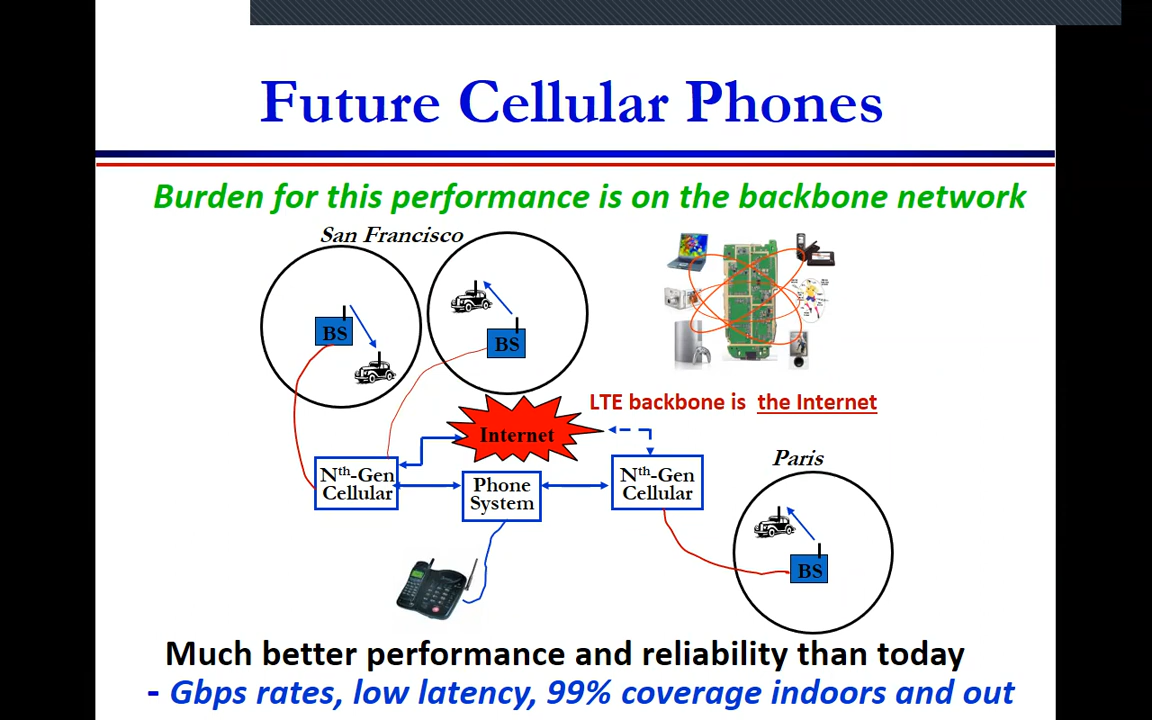 Future Cellular Phones
Burden for this performance is on the backbone network
San Francisco
BS
BS
LTE backbone is the Internet
Internet
Nth-Gen
Cellular
Phone
System
Nth-Gen
Cellular
Paris
BS
Much better performance and reliability than today
- Gbps rates, low latency, 99% coverage indoors and out